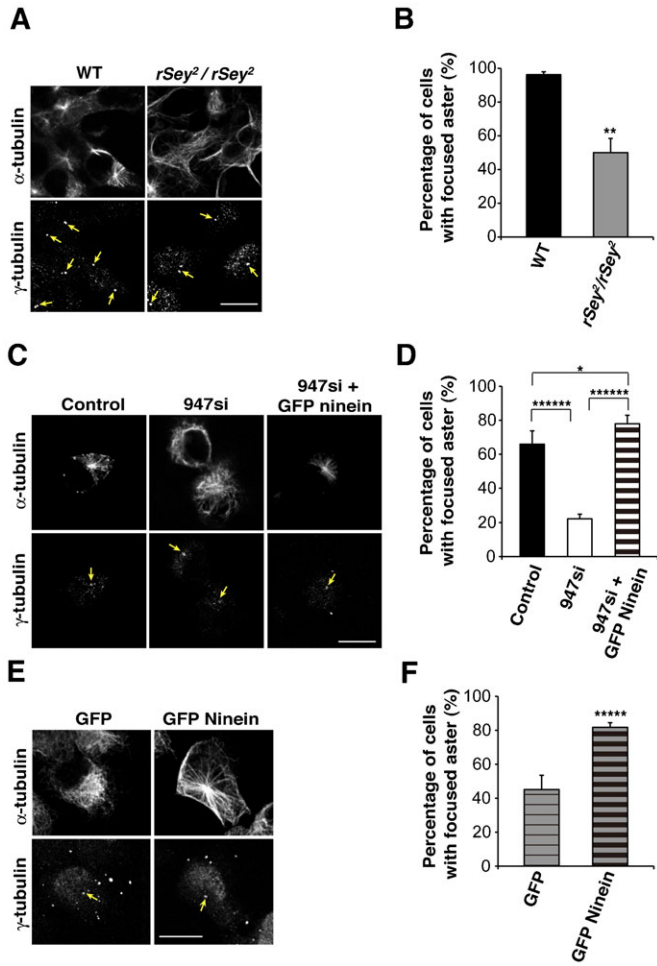 A
WT
rSey²/rSey²
α-tubulin
γ-tubulin
B
Percentage of cells
with focused aster (%)
100
80
60
40
20
0
**
WT
rSey²/rSey²
C
Control
947si
947si +
GFP ninein
α-tubulin
γ-tubulin
D
Percentage of cells
with focused aster (%)
100
80
60
40
20
0
*
****** ******
Control
947si
947si +
GFP Ninein
E
GFP
GFP Ninein
α-tubulin
γ-tubulin
F
Percentage of cells
with focused aster (%)
100
80
60
40
20
0
*****
GFP
GFP Ninein